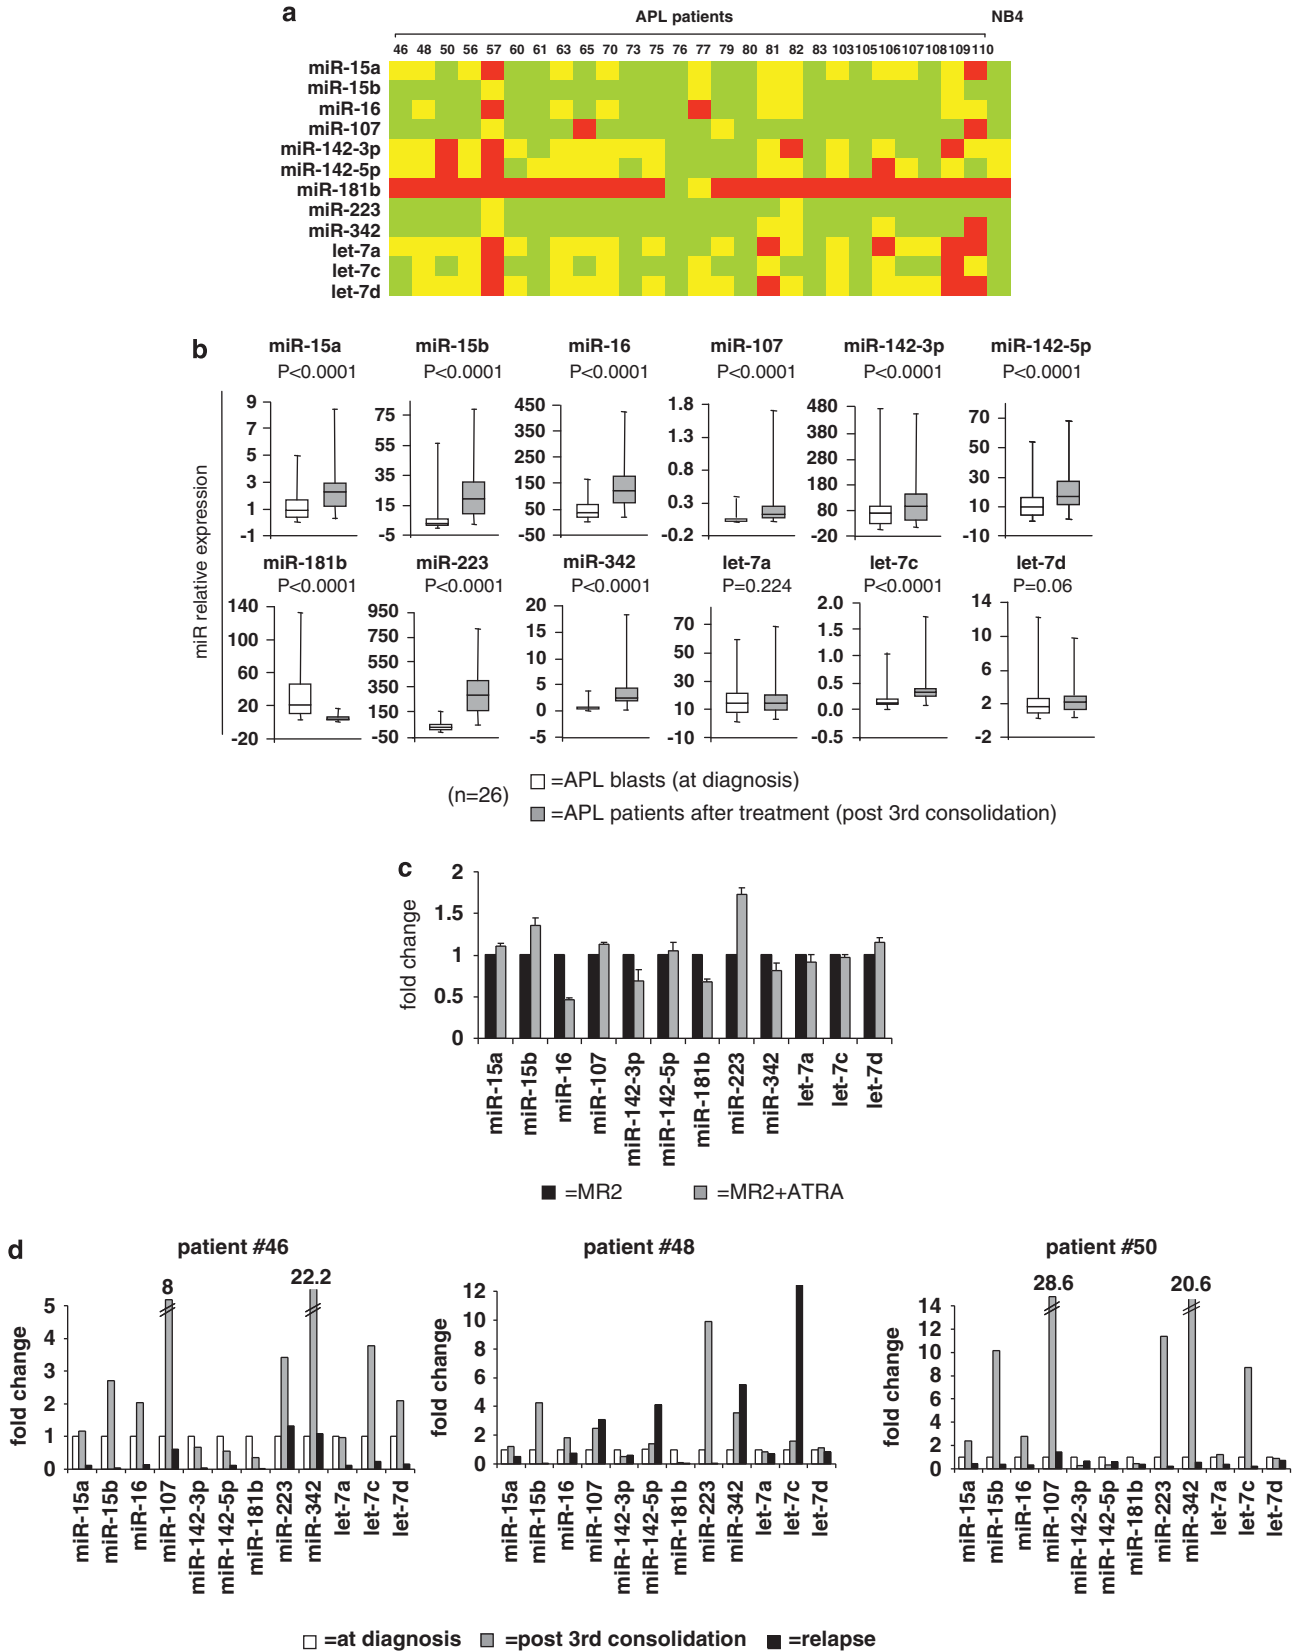 a
APL patients
NB4
46 48 50 56 57 60 61 63 65 70 73 75 76 77 79 80 81 82 83 103 105 106 107 108 109 110
miR-15a
miR-15b
miR-16
miR-107
miR-142-3p
miR-142-5p
miR-181b
miR-223
miR-342
let-7a
let-7c
let-7d
b
miR-15a miR-15b miR-16 miR-107 miR-142-3p miR-142-5p
P<0.0001 P<0.0001 P<0.0001 P<0.0001 P<0.0001 P<0.0001
miR relative expression
9 7 5 3 1 -1
75 55 35 15 -5
450 350 250 150 50 -50
1.8 1.3 0.8 0.3 -0.2
480 380 280 180 80 -20
70 50 30 10 -10
miR-181b miR-223 miR-342 let-7a let-7c let-7d
P<0.0001 P<0.0001 P<0.0001 P=0.224 P<0.0001 P=0.06
140 100 60 20 -20
950 750 550 350 150 -50
20 15 10 5 0 -5
70 50 30 10 -10
2.0 1.5 1.0 0.5 0.0 -0.5
14 10 6 2 -2
(n=26)
=APL blasts (at diagnosis)
=APL patients after treatment (post 3rd consolidation)
c
fold change
2 1.5 1 0.5 0
miR-15a miR-15b miR-16 miR-107 miR-142-3p miR-142-5p miR-181b miR-223 miR-342 let-7a let-7c let-7d
=MR2 =MR2+ATRA
d
patient #46
8 22.2
fold change
5 4 3 2 1 0
miR-15a miR-15b miR-16 miR-107 miR-142-3p miR-142-5p miR-181b miR-223 miR-342 let-7a let-7c let-7d
patient #48
fold change
12 10 8 6 4 2 0
miR-15a miR-15b miR-16 miR-107 miR-142-3p miR-142-5p miR-181b miR-223 miR-342 let-7a let-7c let-7d
patient #50
28.6 20.6
fold change
14 10 8 6 4 2 0
miR-15a miR-15b miR-16 miR-107 miR-142-3p miR-142-5p miR-181b miR-223 miR-342 let-7a let-7c let-7d
=at diagnosis =post 3rd consolidation =relapse